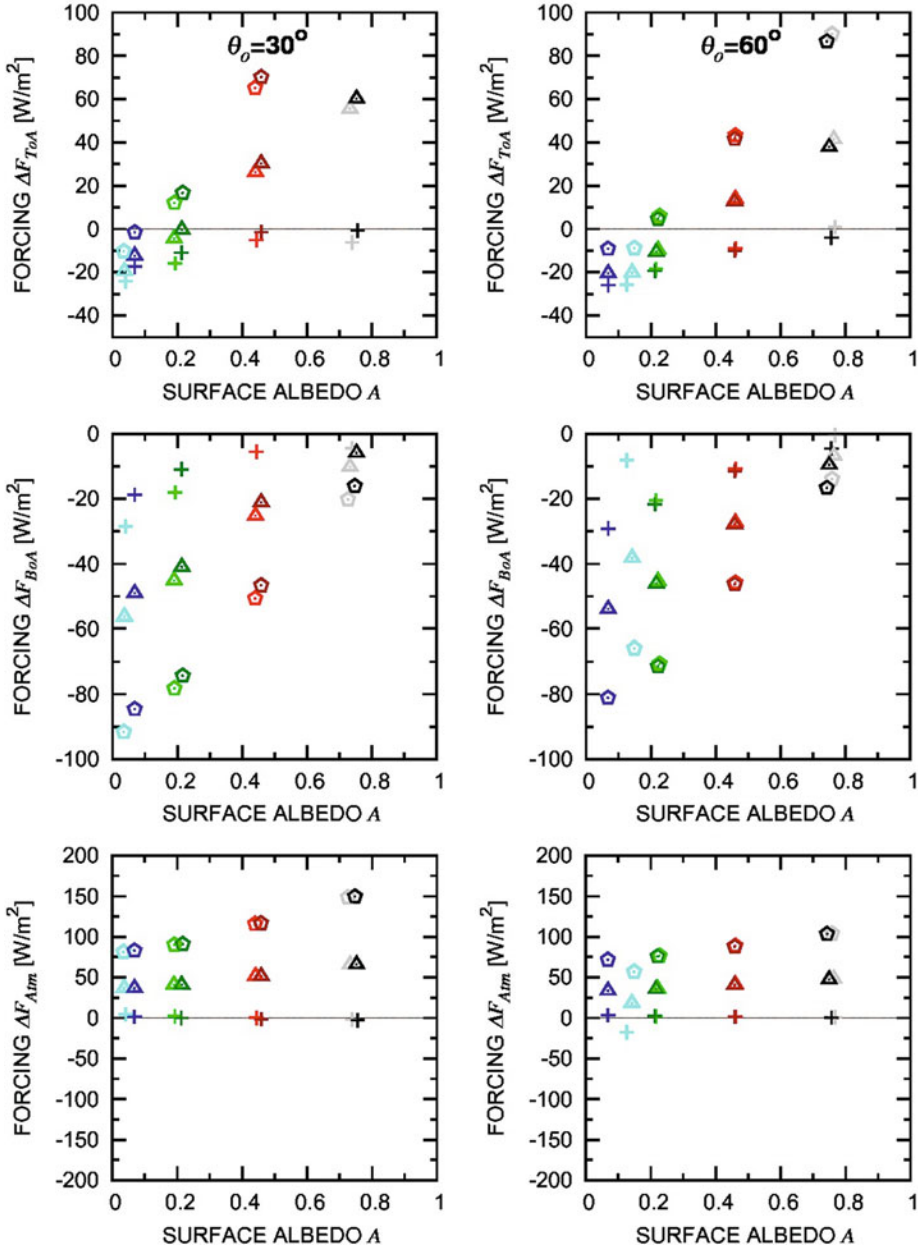 θo=30°
θo=60°
FORCING ΔFToA [W/m²]
100
80
60
40
20
0
-20
-40
0 0.2 0.4 0.6 0.8 1
SURFACE ALBEDO A
FORCING ΔFToA [W/m²]
100
80
60
40
20
0
-20
-40
0 0.2 0.4 0.6 0.8 1
SURFACE ALBEDO A
FORCING ΔFBoA [W/m²]
0
-20
-40
-60
-80
-100
0 0.2 0.4 0.6 0.8 1
SURFACE ALBEDO A
FORCING ΔFBoA [W/m²]
0
-20
-40
-60
-80
-100
0 0.2 0.4 0.6 0.8 1
SURFACE ALBEDO A
FORCING ΔFAtm [W/m²]
200
150
100
50
0
-50
-100
-150
-200
0 0.2 0.4 0.6 0.8 1
SURFACE ALBEDO A
FORCING ΔFAtm [W/m²]
200
150
100
50
0
-50
-100
-150
-200
0 0.2 0.4 0.6 0.8 1
SURFACE ALBEDO A